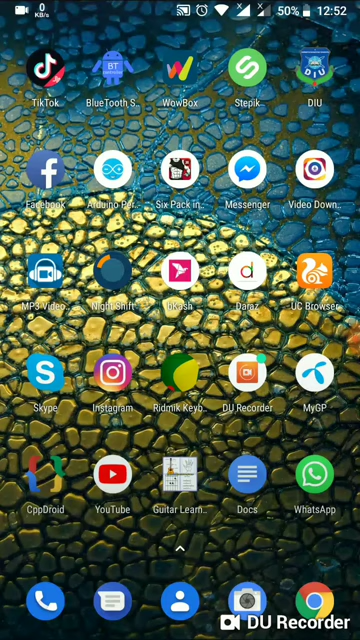 0
KB/s
50% 12:52
TikTok BlueTooth S.. WowBox Stepik DIU
Facebook Arduino Per.. Six Pack in.. Messenger Video Down..
MP3 Video.. Night Shift bKash Daraz UC Browser
Skype Instagram Ridmik Keyb.. DU Recorder MyGP
CppDroid YouTube Guitar Learn.. Docs WhatsApp
DU Recorder